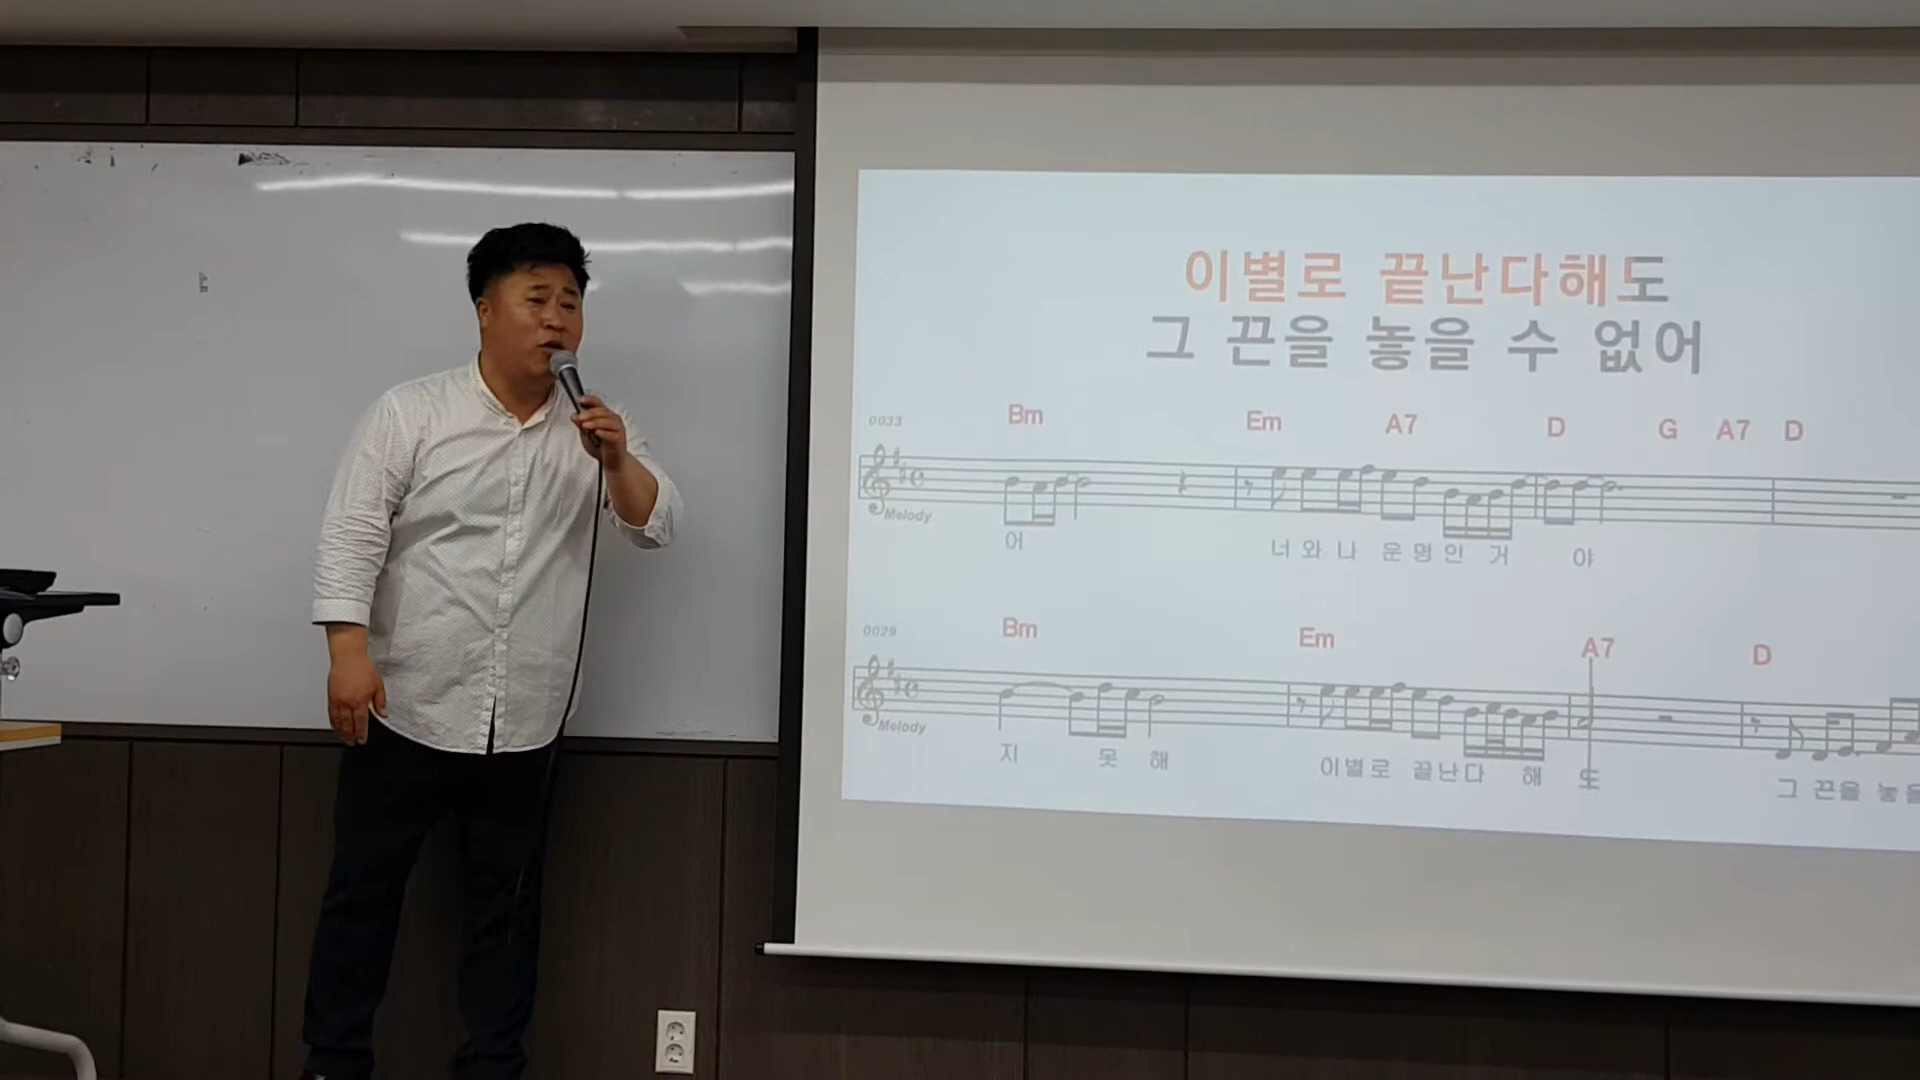 이별로 끝난다해도
그 끈을 놓을 수 없어
0033 Bm Em A7 D G A7 D
Melody
어 너와나 운명인 거 야
0029 Bm Em A7 D
Melody
지 못 해 이별로 끝난다 해 도 그 끈을 놓을